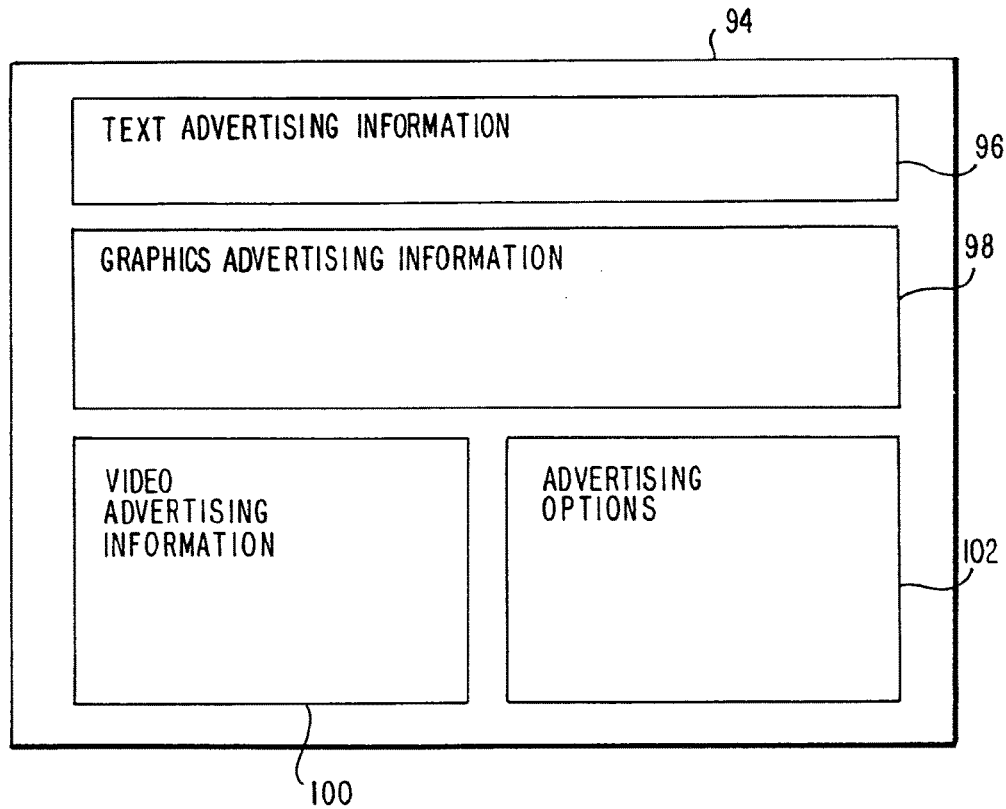 94
TEXT ADVERTISING INFORMATION
96
GRAPHICS ADVERTISING INFORMATION
98
VIDEO
ADVERTISING
INFORMATION
ADVERTISING
OPTIONS
102
100